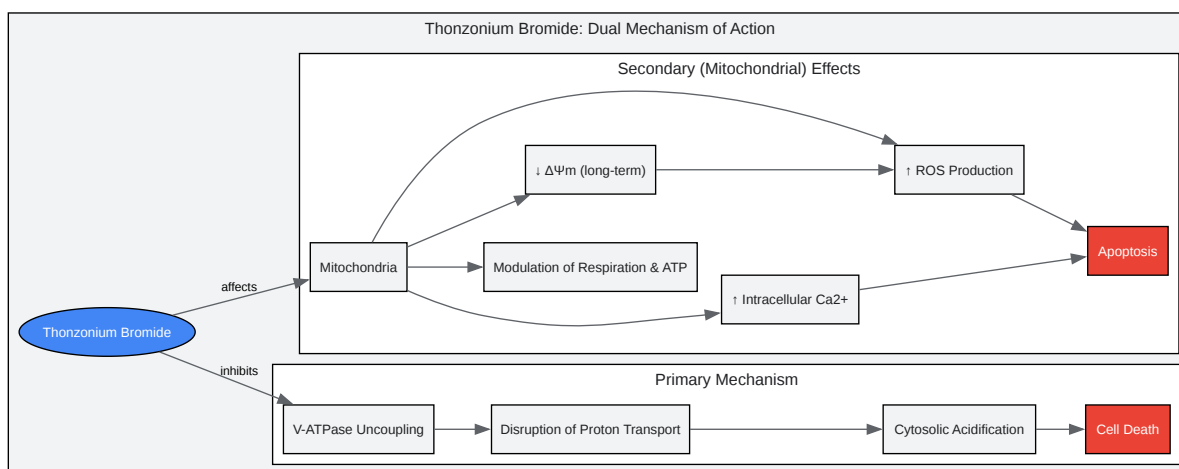 Thonzonium Bromide: Dual Mechanism of Action
Secondary (Mitochondrial) Effects
↓ ΔΨm (long-term)
↑ ROS Production
Mitochondria
Modulation of Respiration & ATP
↑ Intracellular Ca2+
Apoptosis
affects
Thonzonium Bromide
inhibits
Primary Mechanism
V-ATPase Uncoupling
Disruption of Proton Transport
Cytosolic Acidification
Cell Death